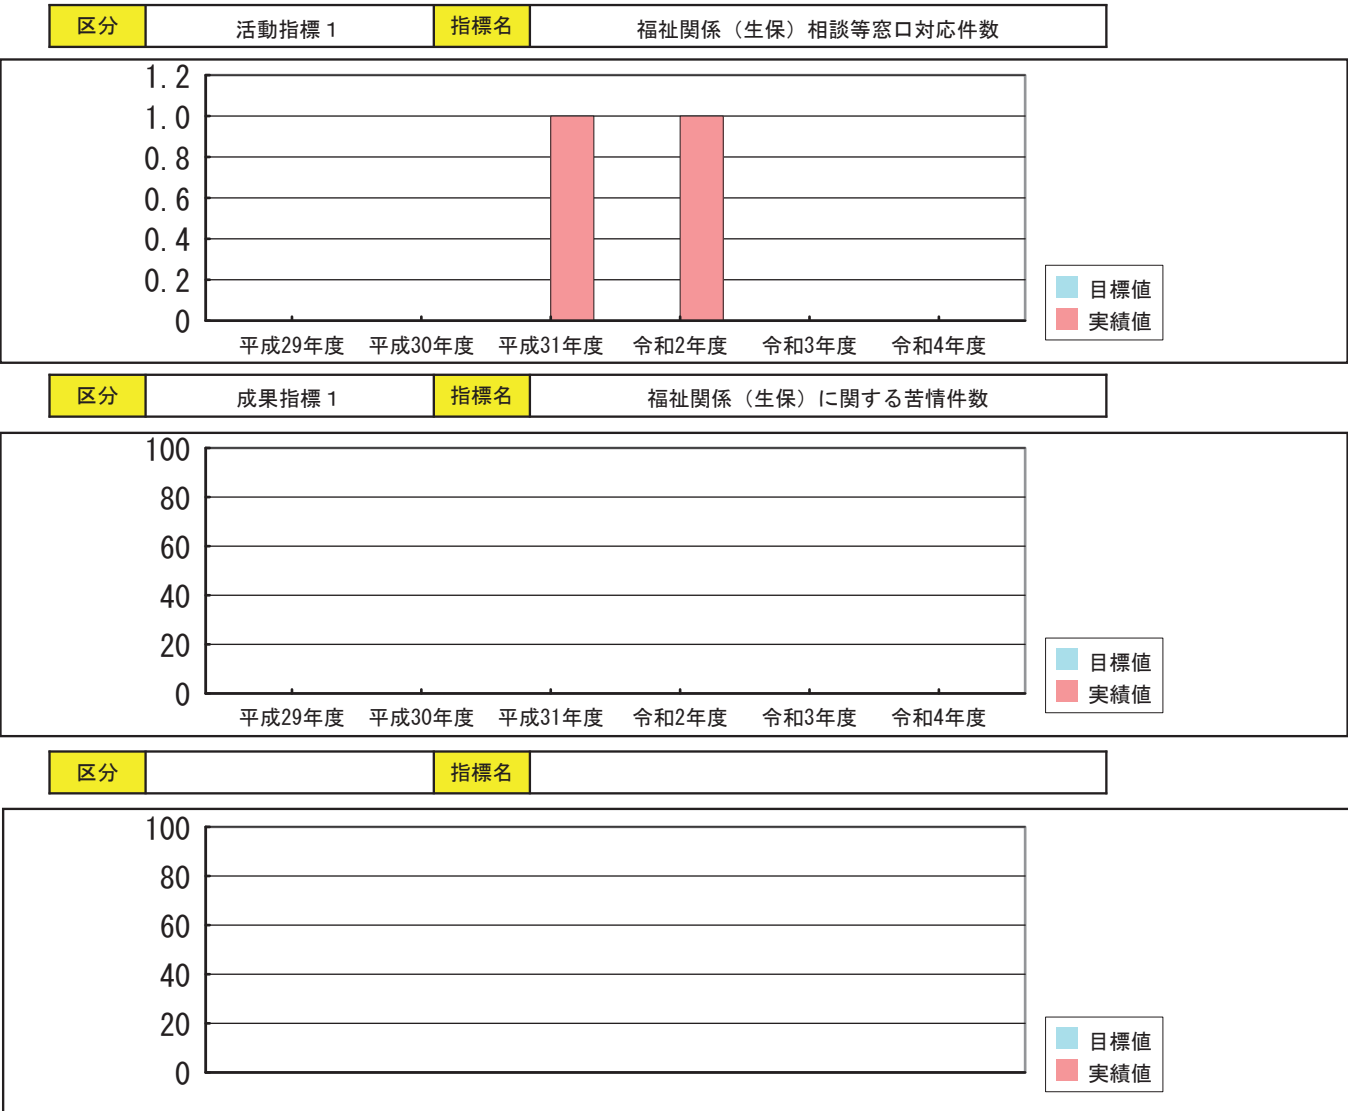 区分 活動指標１ 指標名 福祉関係（生保）相談等窓口対応件数
1.2
1.0
0.8
0.6
0.4
0.2
0
平成29年度 平成30年度 平成31年度 令和2年度 令和3年度 令和4年度
目標値
実績値
区分 成果指標１ 指標名 福祉関係（生保）に関する苦情件数
100
80
60
40
20
0
平成29年度 平成30年度 平成31年度 令和2年度 令和3年度 令和4年度
目標値
実績値
区分 指標名
100
80
60
40
20
0
目標値
実績値